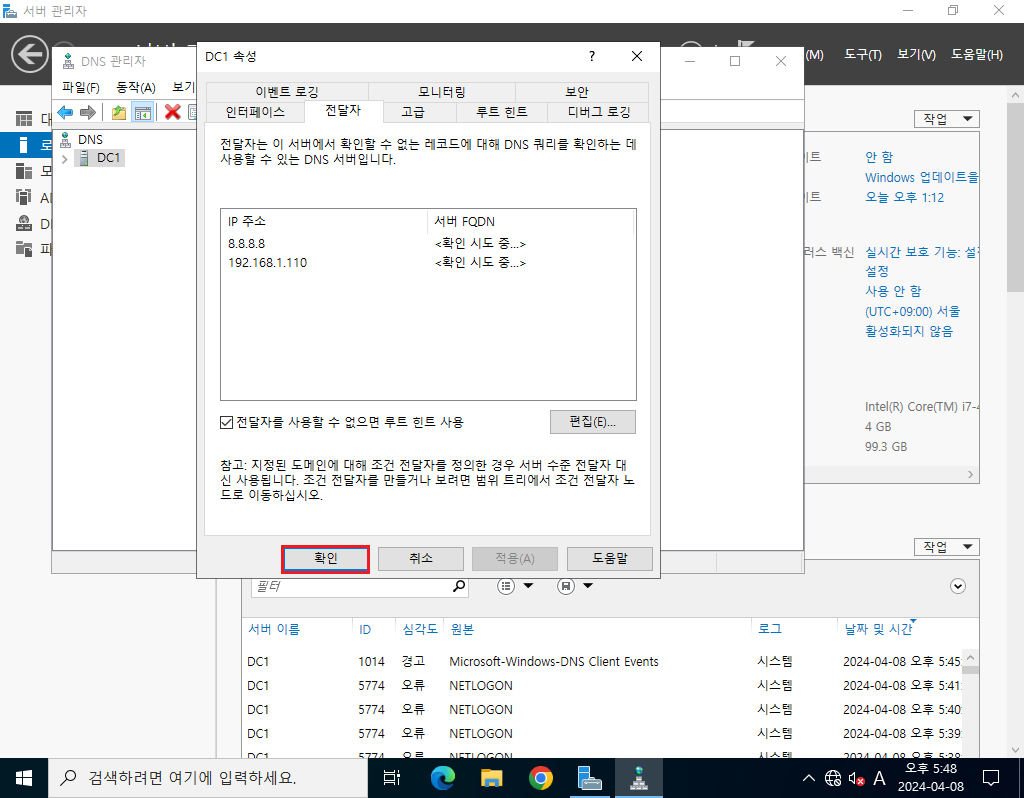 서버 관리자
(M)
도구(T)
보기(V)
도움말(H)
DNS 관리자
파일(F)
동작(A)
보기
DNS
DC1
DC1 속성
?
이벤트 로깅
모니터링
보안
인터페이스
전달자
고급
루트 힌트
디버그 로깅
전달자는 이 서버에서 확인할 수 없는 레코드에 대해 DNS 쿼리를 확인하는 데
사용할 수 있는 DNS 서버입니다.
IP 주소
서버 FQDN
8.8.8.8
<확인 시도 중...>
192.168.1.110
<확인 시도 중...>
전달자를 사용할 수 없으면 루트 힌트 사용
편집(E)...
참고: 지정된 도메인에 대해 조건 전달자를 정의한 경우 서버 수준 전달자 대
신 사용됩니다. 조건 전달자를 만들거나 보려면 범위 트리에서 조건 전달자 노
드로 이동하십시오.
확인
취소
적용(A)
도움말
작업
이트
안 함
Windows 업데이트을
이트
오늘 오후 1:12
러스 백신
실시간 보호 기능: 설정
설정
사용 안 함
(UTC+09:00) 서울
활성화되지 않음
Intel(R) Core(TM) i7-4
4 GB
99.3 GB
작업
필터
서버 이름
ID
심각도
원본
로그
날짜 및 시간
DC1
1014
경고
Microsoft-Windows-DNS Client Events
시스템
2024-04-08 오후 5:45:
DC1
5774
오류
NETLOGON
시스템
2024-04-08 오후 5:41:
DC1
5774
오류
NETLOGON
시스템
2024-04-08 오후 5:40:
DC1
5774
오류
NETLOGON
시스템
2024-04-08 오후 5:39:
DC1
5774
오류
NETLOGON
시스템
2024-04-08 오후 5:38:
검색하려면 여기에 입력하세요.
A
오후 5:48
2024-04-08